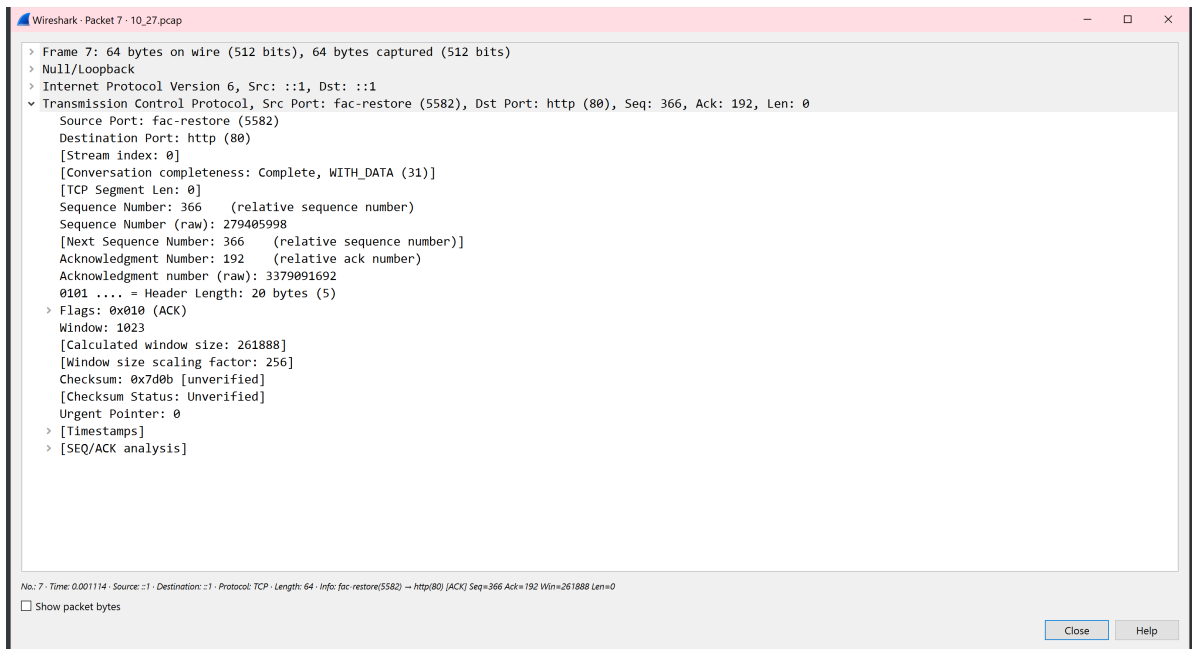 Wireshark · Packet 7 · 10_27.pcap
Frame 7: 64 bytes on wire (512 bits), 64 bytes captured (512 bits)
Null/Loopback
Internet Protocol Version 6, Src: ::1, Dst: ::1
Transmission Control Protocol, Src Port: fac-restore (5582), Dst Port: http (80), Seq: 366, Ack: 192, Len: 0
Source Port: fac-restore (5582)
Destination Port: http (80)
[Stream index: 0]
[Conversation completeness: Complete, WITH_DATA (31)]
[TCP Segment Len: 0]
Sequence Number: 366    (relative sequence number)
Sequence Number (raw): 279405998
[Next Sequence Number: 366    (relative sequence number)]
Acknowledgment Number: 192    (relative ack number)
Acknowledgment number (raw): 3379091692
0101 .... = Header Length: 20 bytes (5)
Flags: 0x010 (ACK)
Window: 1023
[Calculated window size: 261888]
[Window size scaling factor: 256]
Checksum: 0x7d0b [unverified]
[Checksum Status: Unverified]
Urgent Pointer: 0
[Timestamps]
[SEQ/ACK analysis]
No.: 7 · Time: 0.001114 · Source: ::1 · Destination: ::1 · Protocol: TCP · Length: 64 · Info: fac-restore(5582) → http(80) [ACK] Seq=366 Ack=192 Win=261888 Len=0
Show packet bytes
Close
Help